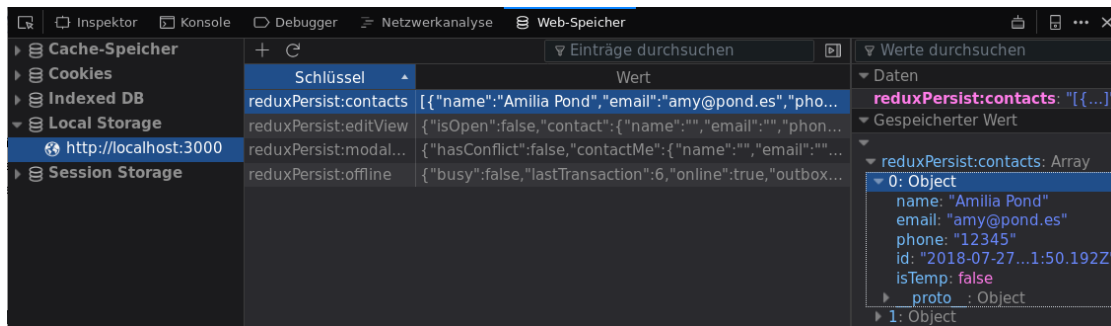 Inspektor Konsole Debugger Netzwerkanalyse Web-Speicher
Cache-Speicher
Cookies
Indexed DB
Local Storage
http://localhost:3000
Session Storage
Einträge durchsuchen
Schlüssel Wert
reduxPersist:contacts [{"name":"Amilia Pond","email":"amy@pond.es","pho...
reduxPersist:editView {"isOpen":false,"contact":{"name":"","email":"","phon...
reduxPersist:modal... {"hasConflict":false,"contactMe":{"name":"","email":""...
reduxPersist:offline {"busy":false,"lastTransaction":6,"online":true,"outbox...
Werte durchsuchen
Daten
reduxPersist:contacts: "[{...]"
Gespeicherter Wert
reduxPersist:contacts: Array
0: Object
name: "Amilia Pond"
email: "amy@pond.es"
phone: "12345"
id: "2018-07-27...1:50.192Z"
isTemp: false
__proto__: Object
1: Object